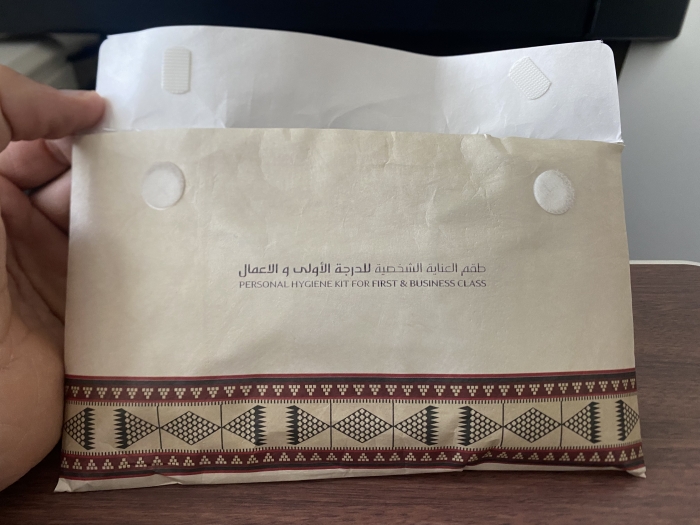 طقم العناية الشخصية للدرجة الأولى و الاعمال
PERSONAL HYGIENE KIT FOR FIRST & BUSINESS CLASS